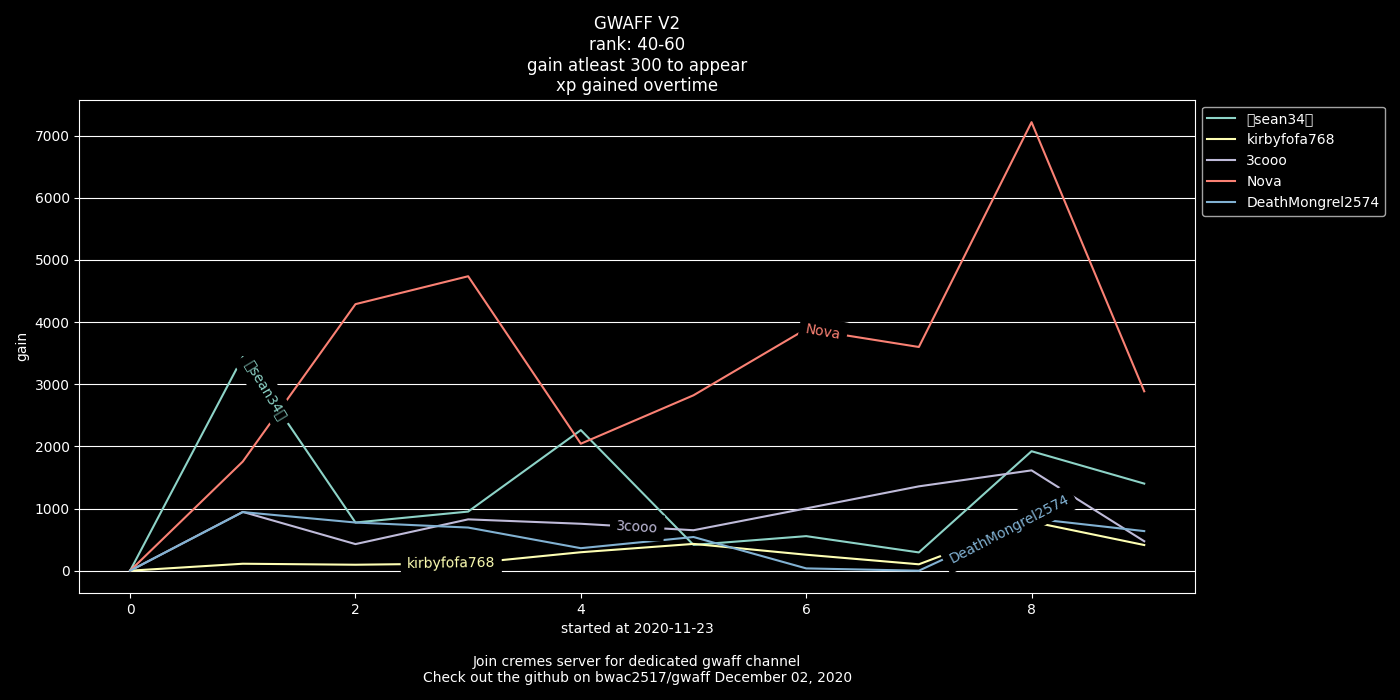 GWAFF V2
rank: 40-60
gain atleast 300 to appear
xp gained overtime
gain
7000
6000
5000
4000
3000
2000
1000
0
0 2 4 6 8
started at 2020-11-23
sean34
kirbyfofa768
3cooo
Nova
DeathMongrel2574
sean34
kirbyfofa768
3cooo
Nova
DeathMongrel2574
Join cremes server for dedicated gwaff channel
Check out the github on bwac2517/gwaff December 02, 2020